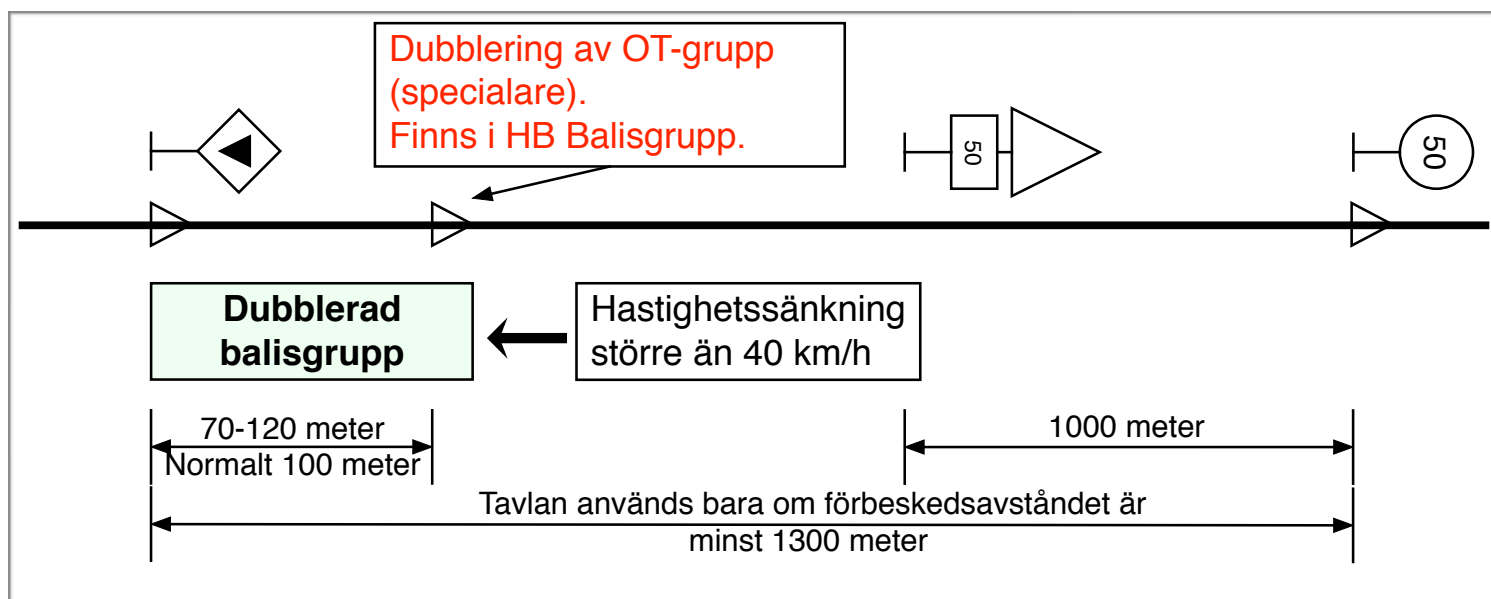 Dubblering av OT-grupp
(specialare).
Finns i HB Balisgrupp.
50
50
Dubblerad
balisgrupp
Hastighetssänkning
större än 40 km/h
70-120 meter
Normalt 100 meter
1000 meter
Tavlan används bara om förbeskedsavståndet är
minst 1300 meter